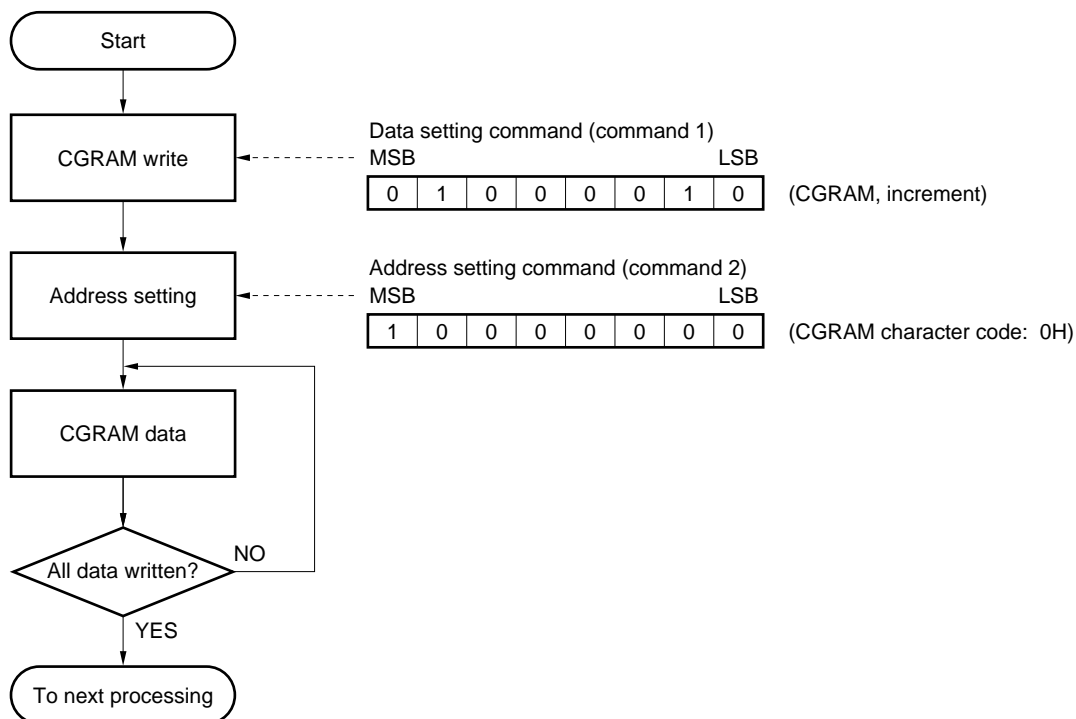 Start
CGRAM write
Data setting command (command 1)
MSB LSB
0 1 0 0 0 0 1 0 (CGRAM, increment)
Address setting
Address setting command (command 2)
MSB LSB
1 0 0 0 0 0 0 0 (CGRAM character code: 0H)
CGRAM data
All data written?
NO
YES
To next processing